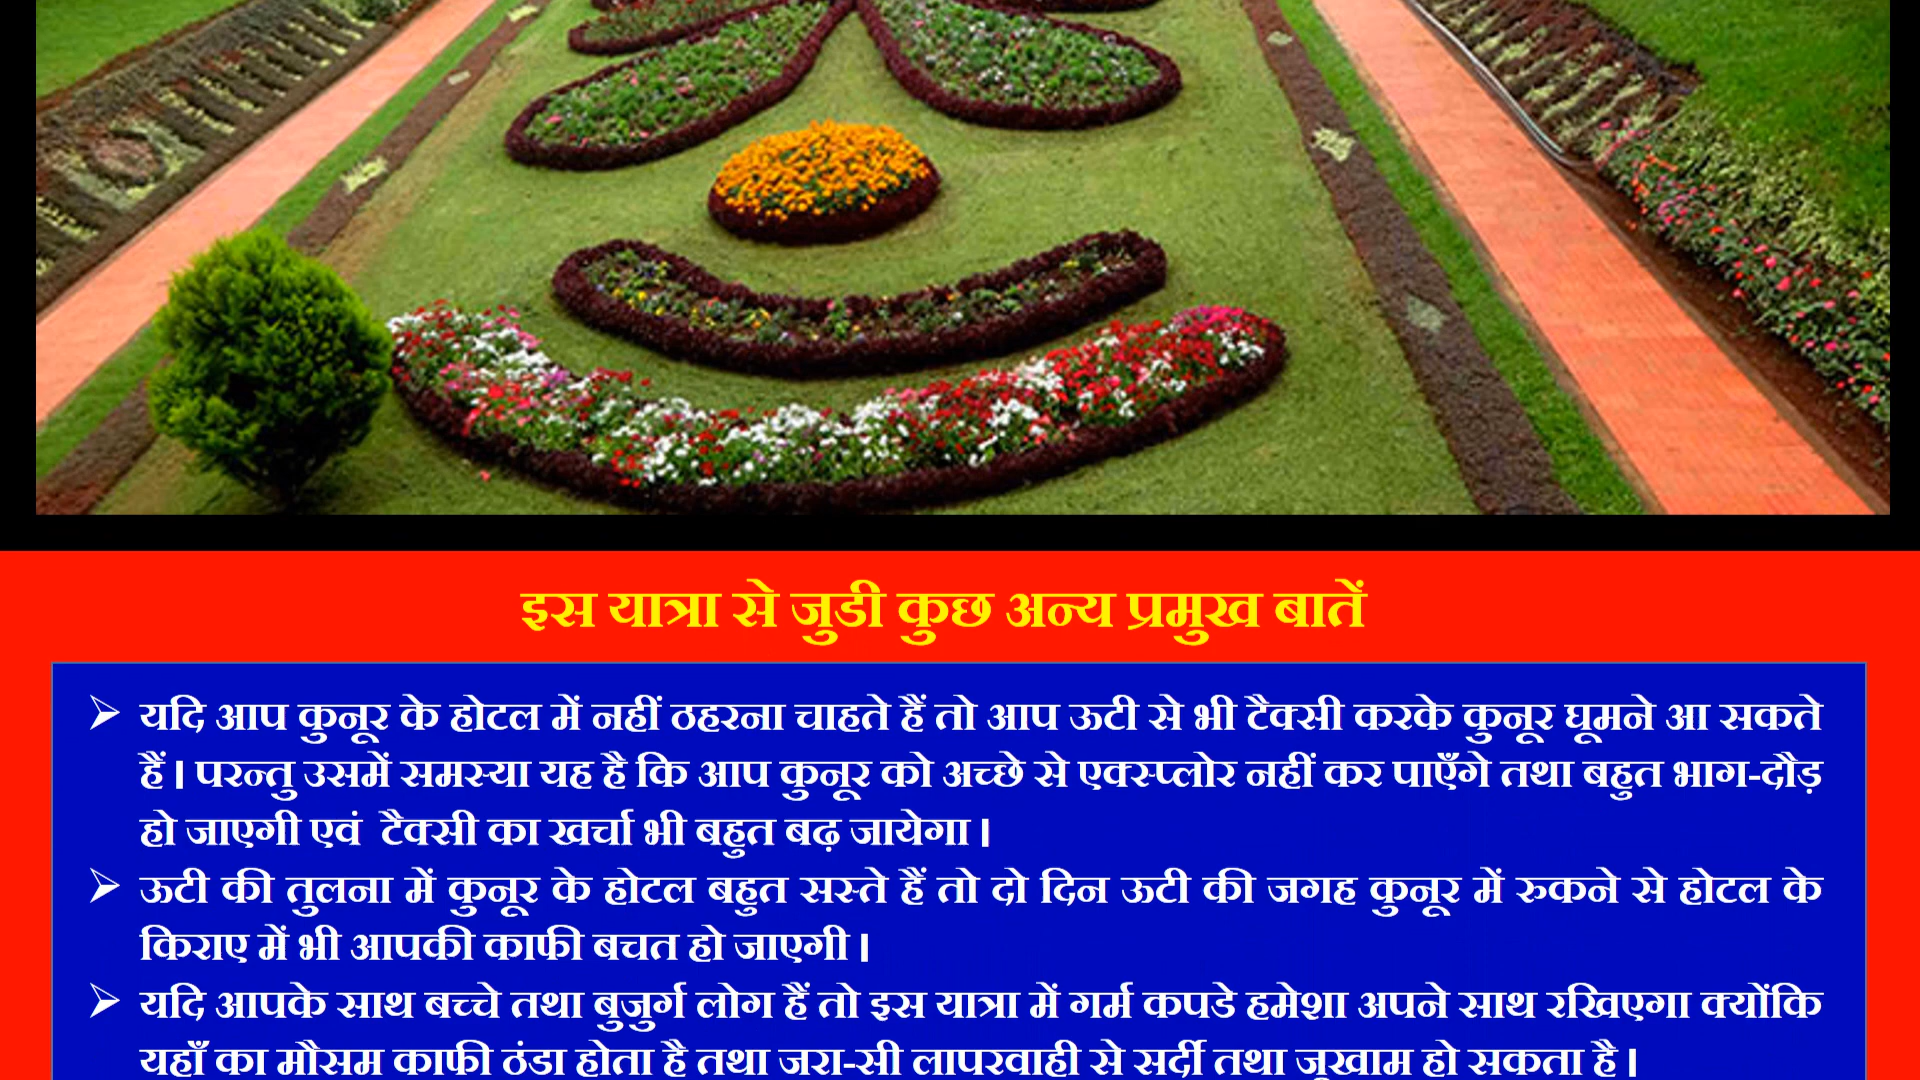 इस यात्रा से जुडी कुछ अन्य प्रमुख बातें
➢ यदि आप कुनूर के होटल में नहीं ठहरना चाहते हैं तो आप ऊटी से भी टैक्सी करके कुनूर घूमने आ सकते
हैं। परन्तु उसमें समस्या यह है कि आप कुनूर को अच्छे से एक्स्प्लोर नहीं कर पाएँगे तथा बहुत भाग-दौड़
हो जाएगी एवं टैक्सी का खर्चा भी बहुत बढ़ जायेगा।
➢ ऊटी की तुलना में कुनूर के होटल बहुत सस्ते हैं तो दो दिन ऊटी की जगह कुनूर में रुकने से होटल के
किराए में भी आपकी काफी बचत हो जाएगी।
➢ यदि आपके साथ बच्चे तथा बुजुर्ग लोग हैं तो इस यात्रा में गर्म कपडे हमेशा अपने साथ रखिएगा क्योंकि
यहाँ का मौसम काफी ठंडा होता है तथा जरा-सी लापरवाही से सर्दी तथा जुखाम हो सकता है।